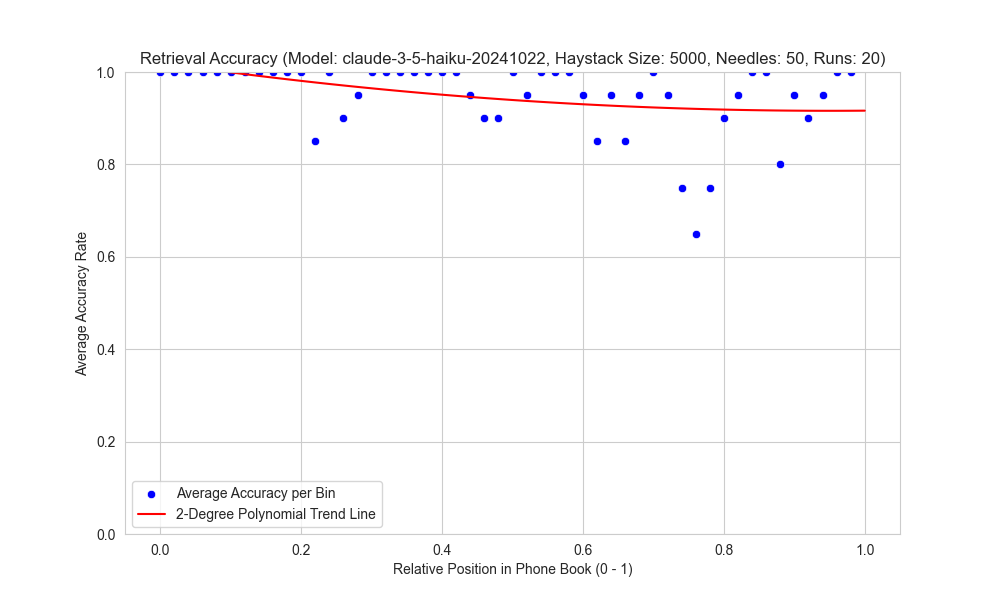 Retrieval Accuracy (Model: claude-3-5-haiku-20241022, Haystack Size: 5000, Needles: 50, Runs: 20)
1.0
0.8
0.6
0.4
0.2
0.0
Average Accuracy Rate
Average Accuracy per Bin
2-Degree Polynomial Trend Line
0.0 0.2 0.4 0.6 0.8 1.0
Relative Position in Phone Book (0 - 1)